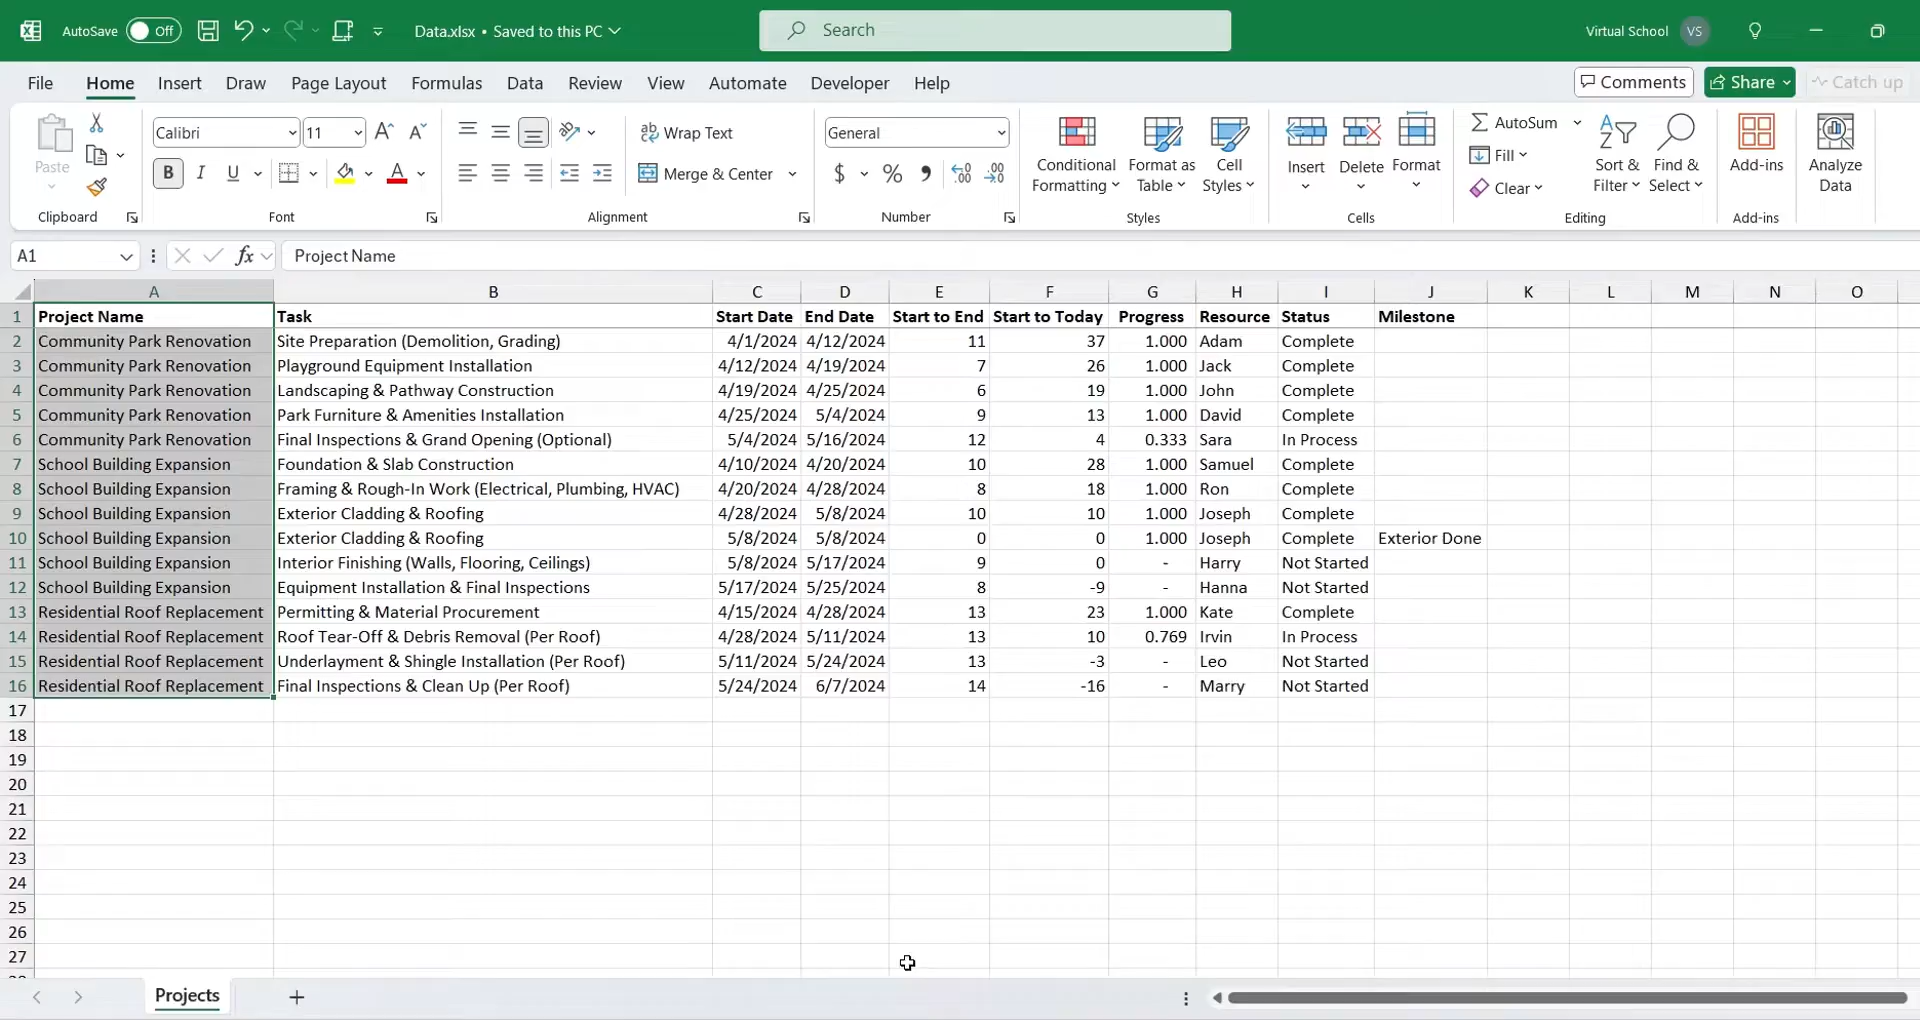 AutoSave Off Data.xlsx • Saved to this PC Search Virtual School VS
File Home Insert Draw Page Layout Formulas Data Review View Automate Developer Help Comments Share Catch up
Paste Calibri 11 Wrap Text General AutoSum
B I U Merge & Center $ % Conditional Formatting Format as Table Cell Styles Insert Delete Format Fill Clear Sort & Filter Find & Select Add-ins Analyze Data
Clipboard Font Alignment Number Styles Cells Editing Add-ins
A1 fx Project Name
A B C D E F G H I J K L M N O
1 Project Name Task Start Date End Date Start to End Start to Today Progress Resource Status Milestone
2 Community Park Renovation Site Preparation (Demolition, Grading) 4/1/2024 4/12/2024 11 37 1.000 Adam Complete
3 Community Park Renovation Playground Equipment Installation 4/12/2024 4/19/2024 7 26 1.000 Jack Complete
4 Community Park Renovation Landscaping & Pathway Construction 4/19/2024 4/25/2024 6 19 1.000 John Complete
5 Community Park Renovation Park Furniture & Amenities Installation 4/25/2024 5/4/2024 9 13 1.000 David Complete
6 Community Park Renovation Final Inspections & Grand Opening (Optional) 5/4/2024 5/16/2024 12 4 0.333 Sara In Process
7 School Building Expansion Foundation & Slab Construction 4/10/2024 4/20/2024 10 28 1.000 Samuel Complete
8 School Building Expansion Framing & Rough-In Work (Electrical, Plumbing, HVAC) 4/20/2024 4/28/2024 8 18 1.000 Ron Complete
9 School Building Expansion Exterior Cladding & Roofing 4/28/2024 5/8/2024 10 10 1.000 Joseph Complete
10 School Building Expansion Exterior Cladding & Roofing 5/8/2024 5/8/2024 0 0 1.000 Joseph Complete Exterior Done
11 School Building Expansion Interior Finishing (Walls, Flooring, Ceilings) 5/8/2024 5/17/2024 9 0 - Harry Not Started
12 School Building Expansion Equipment Installation & Final Inspections 5/17/2024 5/25/2024 8 -9 - Hanna Not Started
13 Residential Roof Replacement Permitting & Material Procurement 4/15/2024 4/28/2024 13 23 1.000 Kate Complete
14 Residential Roof Replacement Roof Tear-Off & Debris Removal (Per Roof) 4/28/2024 5/11/2024 13 10 0.769 Irvin In Process
15 Residential Roof Replacement Underlayment & Shingle Installation (Per Roof) 5/11/2024 5/24/2024 13 -3 - Leo Not Started
16 Residential Roof Replacement Final Inspections & Clean Up (Per Roof) 5/24/2024 6/7/2024 14 -16 - Marry Not Started
17
18
19
20
21
22
23
24
25
26
27
Projects